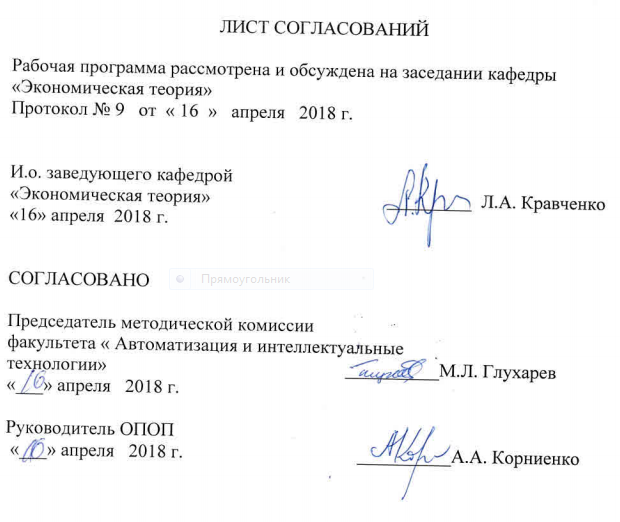 ЛИСТ СОГЛАСОВАНИЙ
Рабочая программа рассмотрена и обсуждена на заседании кафедры
«Экономическая теория»
Протокол № 9 от « 16 » апреля 2018 г.
И.о. заведующего кафедрой
«Экономическая теория»
«16» апреля 2018 г.
Л.А. Кравченко
СОГЛАСОВАНО
Прямоугольник
Председатель методической комиссии
факультета « Автоматизация и интеллектуальные
технологии»
М.Л. Глухарев
«16» апреля 2018 г.
Руководитель ОПОП
« » апреля 2018 г.
А.А. Корниенко